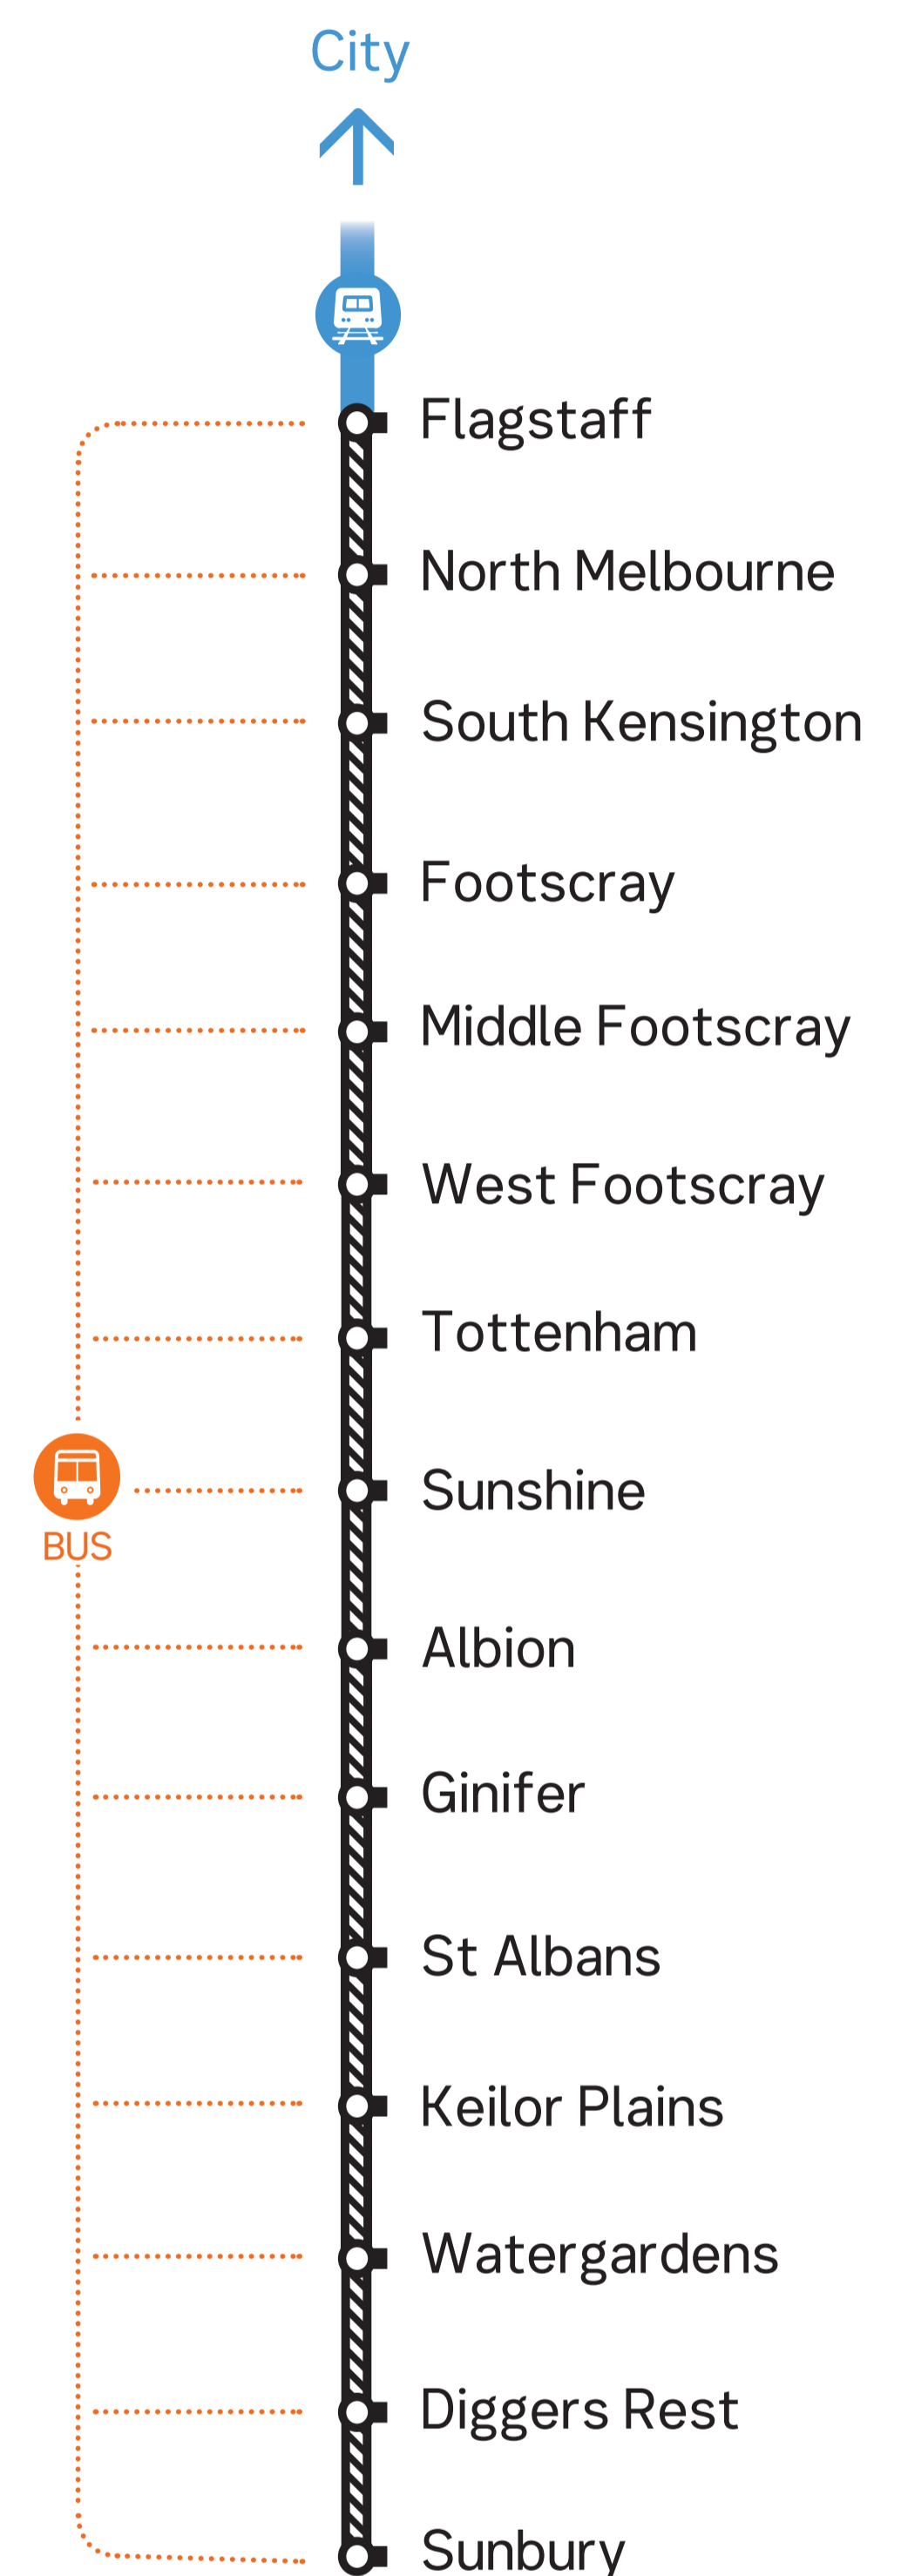 City
Flagstaff
North Melbourne
South Kensington
Footscray
Middle Footscray
West Footscray
Tottenham
Sunshine
BUS
Albion
Ginifer
St Albans
Keilor Plains
Watergardens
Diggers Rest
Sunbury